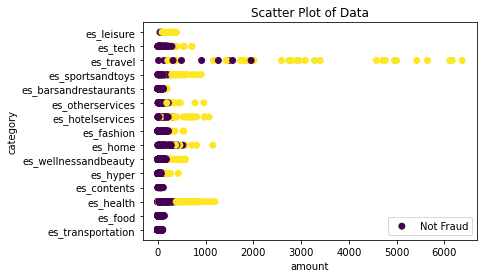 Scatter Plot of Data
category
es_leisure
es_tech
es_travel
es_sportsandtoys
es_barsandrestaurants
es_otherservices
es_hotelservices
es_fashion
es_home
es_wellnessandbeauty
es_hyper
es_contents
es_health
es_food
es_transportation
Not Fraud
0 1000 2000 3000 4000 5000 6000
amount